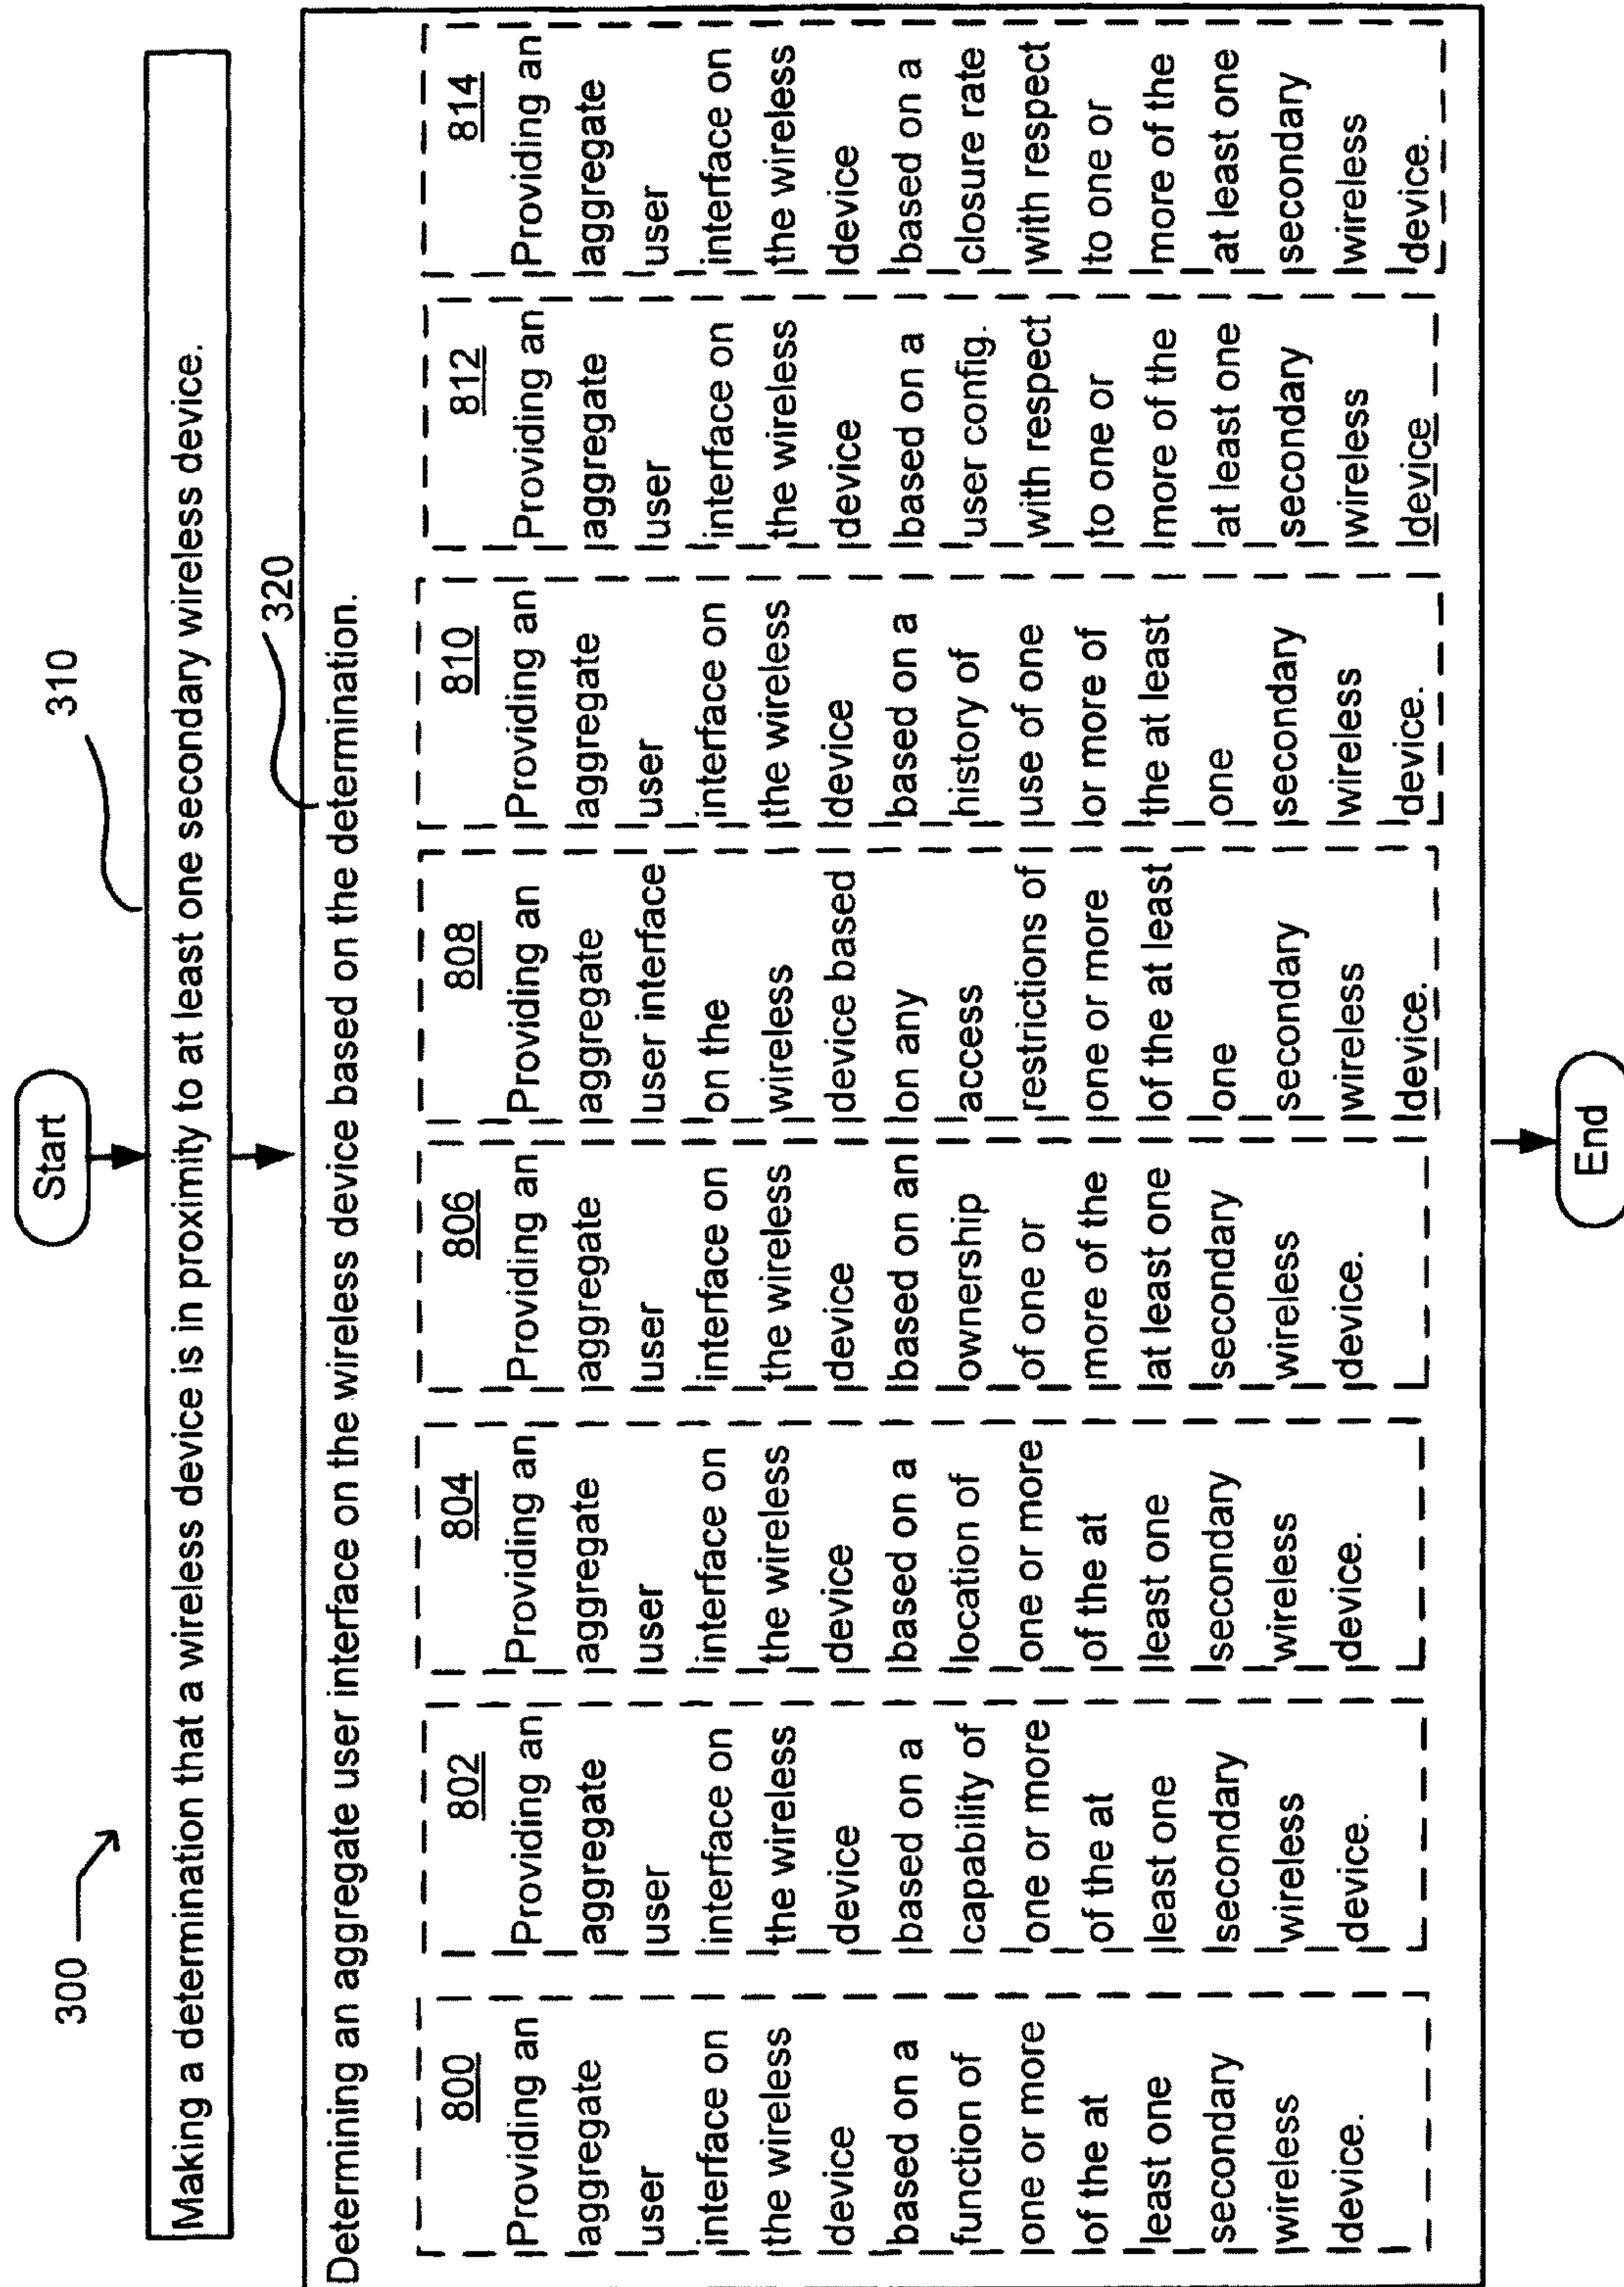 300
Start
310
Making a determination that a wireless device is in proximity to at least one secondary wireless device.
320
Determining an aggregate user interface on the wireless device based on the determination.
800
Providing an
aggregate
user
interface on
the wireless
device
based on a
function of
one or more
of the at
least one
secondary
wireless
device.
802
Providing an
aggregate
user
interface on
the wireless
device
based on a
capability of
one or more
of the at
least one
secondary
wireless
device.
804
Providing an
aggregate
user
interface on
the wireless
device
based on a
location of
one or more
of the at
least one
secondary
wireless
device.
806
Providing an
aggregate
user
interface on
the wireless
device
based on an
ownership
of one or
more of the
at least one
secondary
wireless
device.
808
Providing an
aggregate
user interface
on the
wireless
device based
on any
access
restrictions of
one or more
of the at least
one
secondary
wireless
device.
810
Providing an
aggregate
user
interface on
the wireless
device
based on a
history of
use of one
or more of
the at least
one
secondary
wireless
device.
812
Providing an
aggregate
user
interface on
the wireless
device
based on a
user config.
with respect
to one or
more of the
at least one
secondary
wireless
device
814
Providing an
aggregate
user
interface on
the wireless
device
based on a
closure rate
with respect
to one or
more of the
at least one
secondary
wireless
device.
End